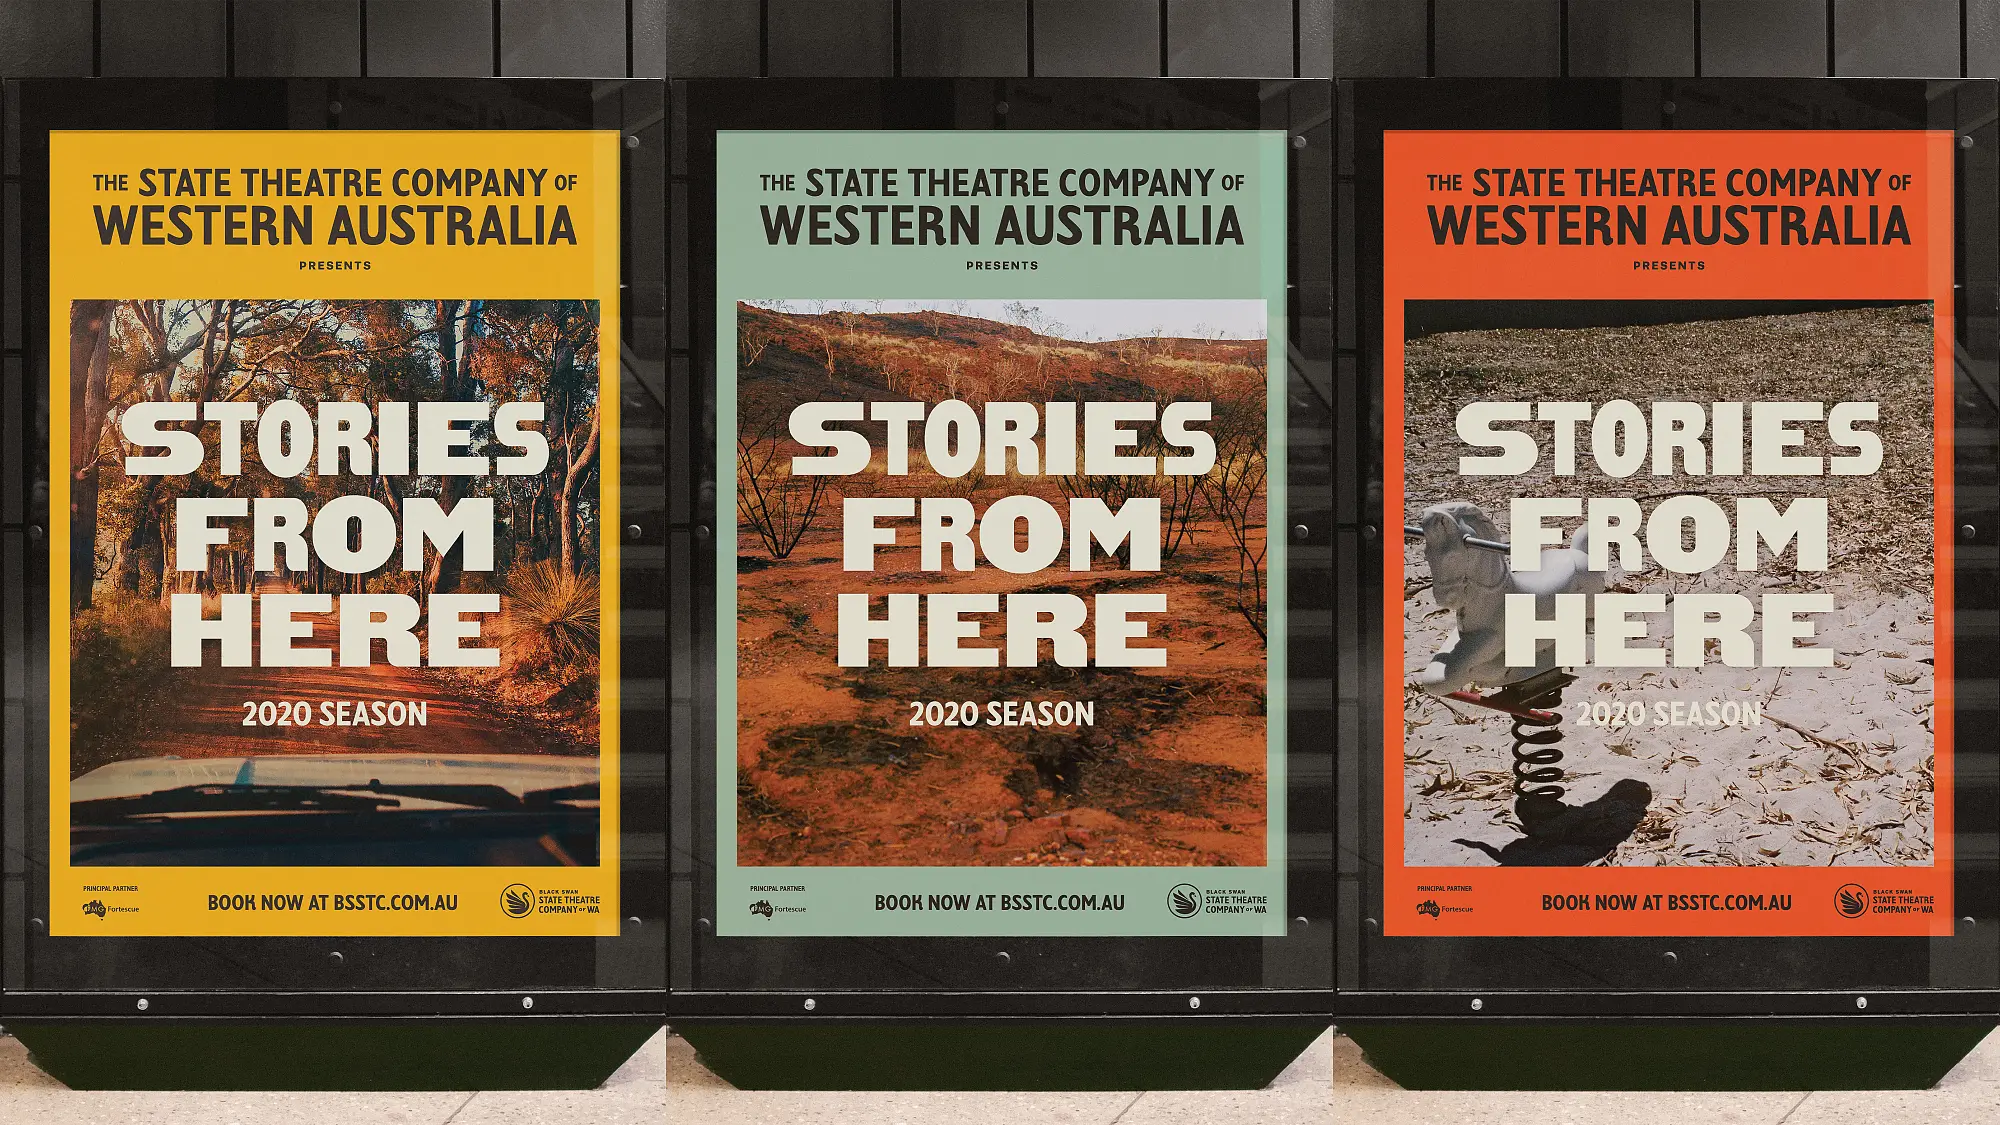 THE STATE THEATRE COMPANY OF
WESTERN AUSTRALIA
PRESENTS
STORIES
FROM
HERE
2020 SEASON
PRINCIPAL PARTNER
FMG Fortescue
BOOK NOW AT BSSTC.COM.AU
BLACK SWAN
STATE THEATRE
COMPANY OF WA
THE STATE THEATRE COMPANY OF
WESTERN AUSTRALIA
PRESENTS
STORIES
FROM
HERE
2020 SEASON
PRINCIPAL PARTNER
FMG Fortescue
BOOK NOW AT BSSTC.COM.AU
BLACK SWAN
STATE THEATRE
COMPANY OF WA
THE STATE THEATRE COMPANY OF
WESTERN AUSTRALIA
PRESENTS
STORIES
FROM
HERE
2020 SEASON
PRINCIPAL PARTNER
FMG Fortescue
BOOK NOW AT BSSTC.COM.AU
BLACK SWAN
STATE THEATRE
COMPANY OF WA